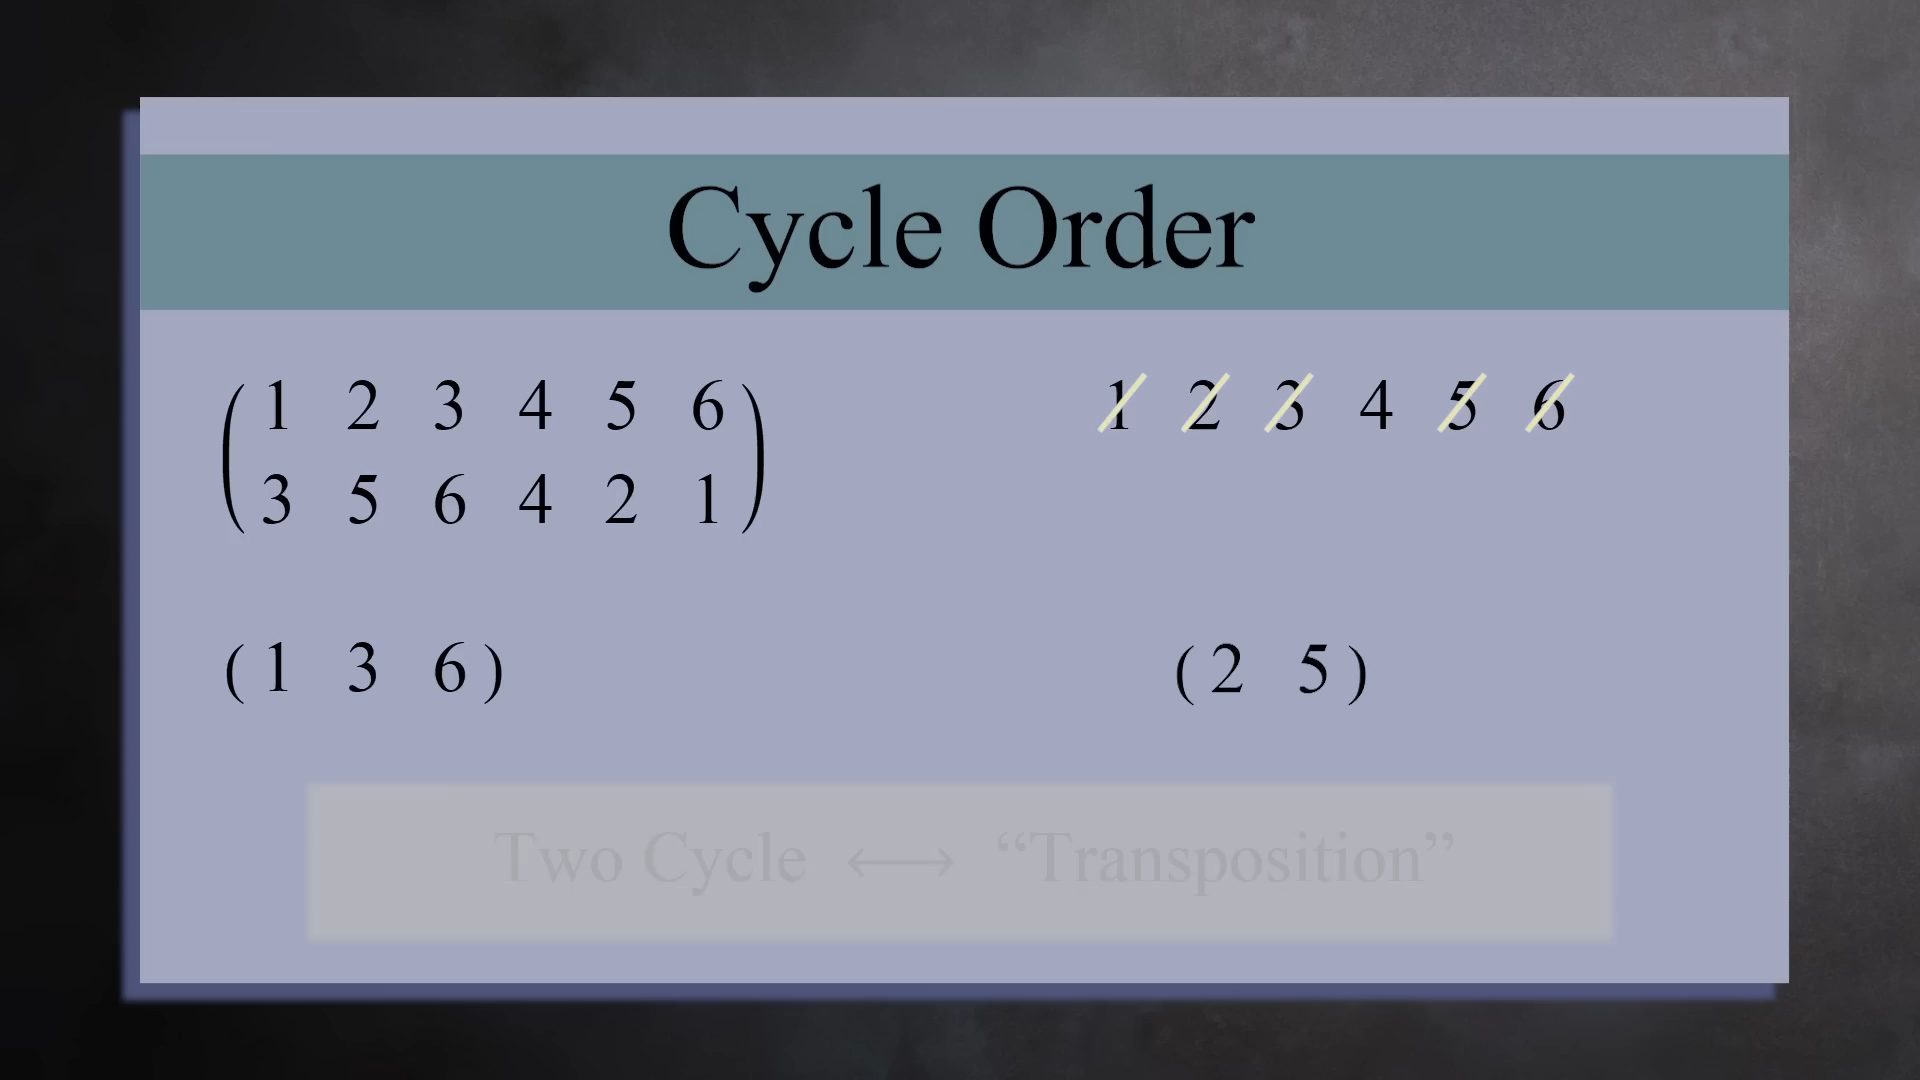 Cycle Order
1 2 3 4 5 6
3 5 6 4 2 1
1 2 3 4 5 6
( 1 3 6 )
( 2 5 )
Two Cycle ⟷ “Transposition”